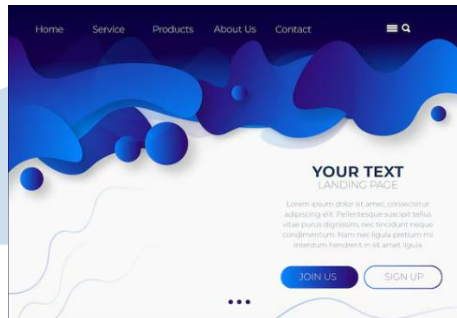 Home Service Products About Us Contact
YOUR TEXT
LANDING PAGE
Lorem ipsum dolor sit amet, consectetur
adipiscing elit. Pellentesque suscipit tellus
vitae purus dignissim, nec tincidunt neque
condimentum. Nam nec ligula pretium mi
interdum hendrerit in sit amet ligula.
JOIN US SIGN UP